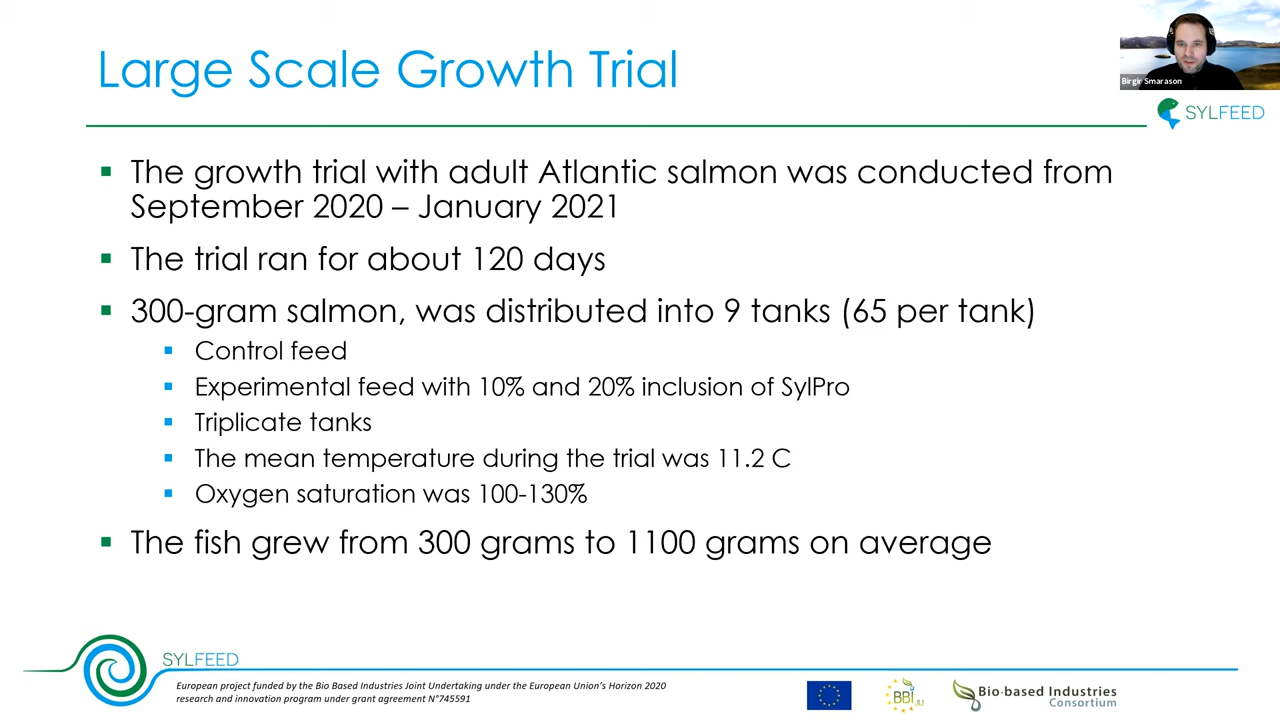 Large Scale Growth Trial
Birgir Smarason
SYLFEED
▪ The growth trial with adult Atlantic salmon was conducted from
September 2020 – January 2021
▪ The trial ran for about 120 days
▪ 300-gram salmon, was distributed into 9 tanks (65 per tank)
▪ Control feed
▪ Experimental feed with 10% and 20% inclusion of SylPro
▪ Triplicate tanks
▪ The mean temperature during the trial was 11.2 C
▪ Oxygen saturation was 100-130%
▪ The fish grew from 300 grams to 1100 grams on average
SYLFEED
European project funded by the Bio Based Industries Joint Undertaking under the European Union's Horizon 2020
research and innovation program under grant agreement N°745591
BBI JU
Bio-based Industries
Consortium